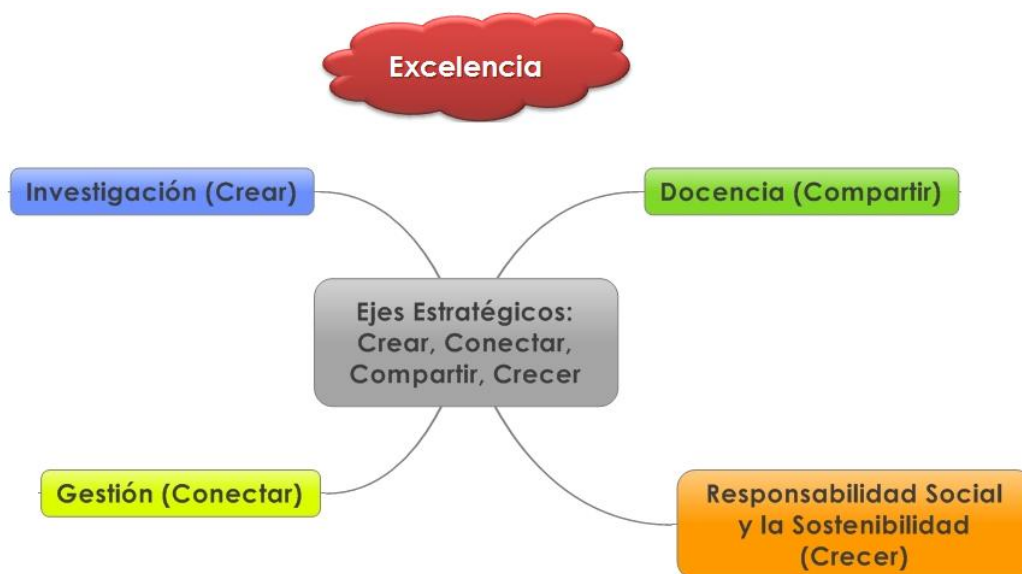 Excelencia
Investigación (Crear)
Docencia (Compartir)
Ejes Estratégicos:
Crear, Conectar,
Compartir, Crecer
Gestión (Conectar)
Responsabilidad Social
y la Sostenibilidad
(Crecer)